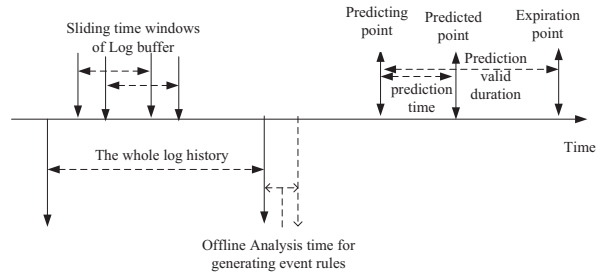 Sliding time windows
of Log buffer
Predicting
point
Predicted
point
Expiration
point
Prediction
valid
duration
prediction
time
Time
The whole log history
Offline Analysis time for
generating event rules